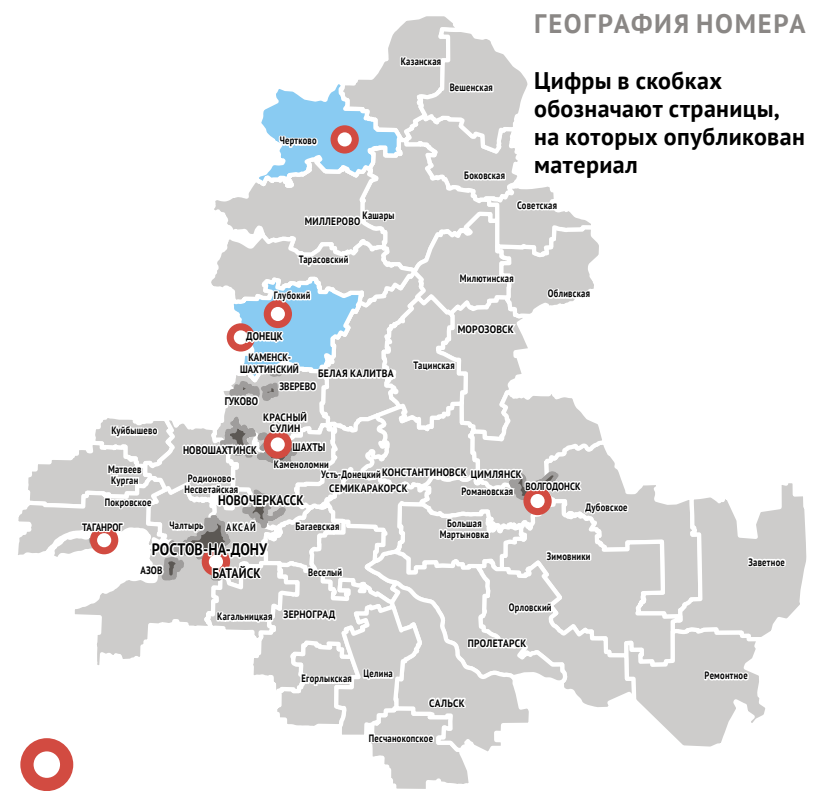 ГЕОГРАФИЯ НОМЕРА
Цифры в скобках
обозначают страницы,
на которых опубликован
материал
Казанская
Вешенская
Чертково
Боковская
Советская
МИЛЛЕРОВО
Кашары
Тарасовский
Милютинская
Обливская
Глубокий
ДОНЕЦК
МОРОЗОВСК
КАМЕНСК-
ШАХТИНСКИЙ
БЕЛАЯ КАЛИТВА
Тацинская
ЗВЕРЕВО
ГУКОВО
КРАСНЫЙ
СУЛИН
Куйбышево
НОВОШАХТИНСК
ШАХТЫ
Каменоломни
Матвеев
Курган
Родионово-
Несветайская
Усть-Донецкий
КОНСТАНТИНОВСК
ЦИМЛЯНСК
СЕМИКАРАКОРСК
Романовская
ВОЛГОДОНСК
Покровское
НОВОЧЕРКАССК
Дубовское
ТАГАНРОГ
Чалтырь
АКСАЙ
Багаевская
Большая
Мартыновка
РОСТОВ-НА-ДОНУ
Зимовники
Заветное
АЗОВ
БАТАЙСК
Веселый
Кагальницкая
ЗЕРНОГРАД
Орловский
ПРОЛЕТАРСК
Егорлыкская
Целина
Ремонтное
САЛЬСК
Песчанокопское